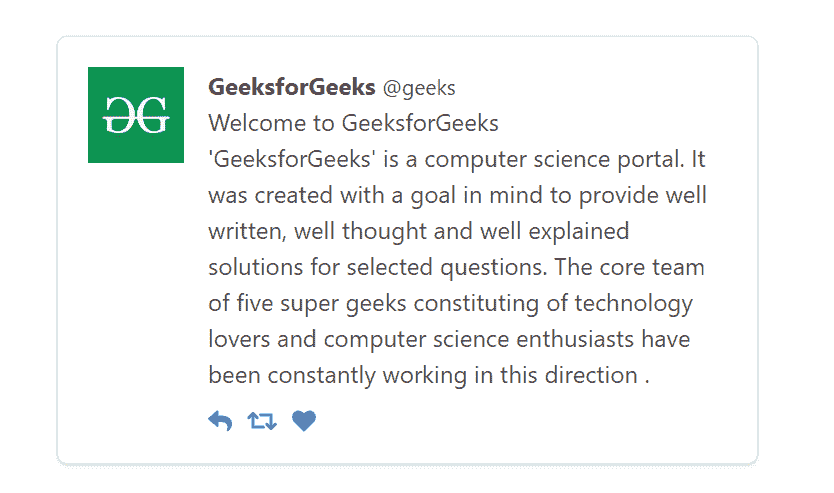 GeeksforGeeks @geeks
Welcome to GeeksforGeeks
'GeeksforGeeks' is a computer science portal. It
was created with a goal in mind to provide well
written, well thought and well explained
solutions for selected questions. The core team
of five super geeks constituting of technology
lovers and computer science enthusiasts have
been constantly working in this direction .